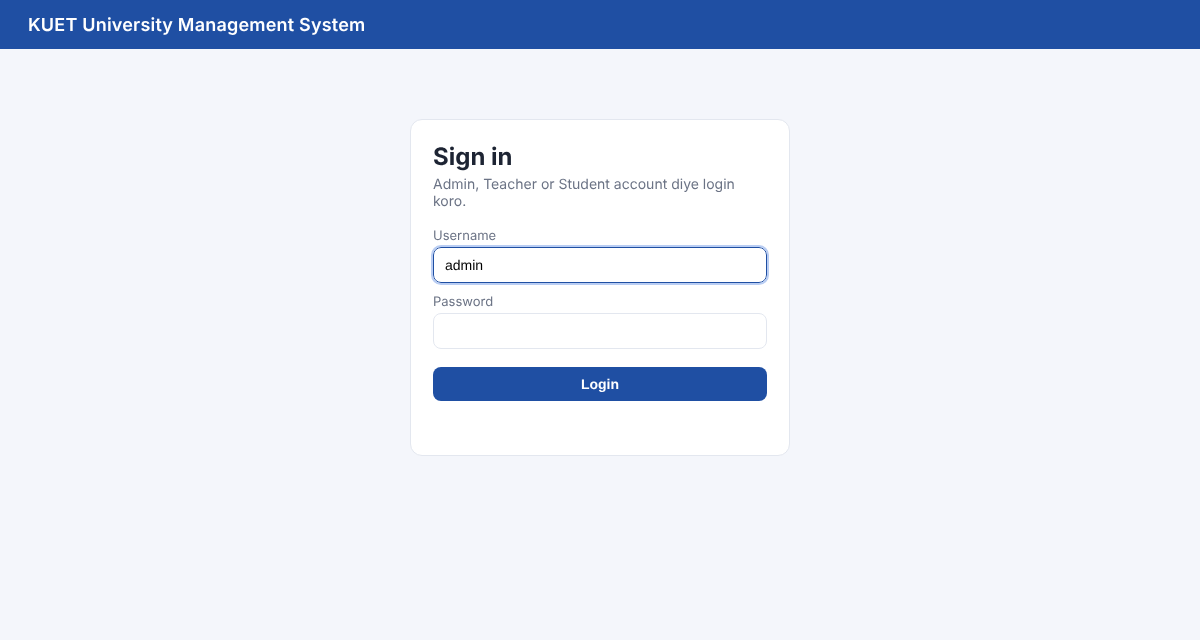 KUET University Management System
Sign in
Admin, Teacher or Student account diye login
koro.
Username
admin
Password
Login